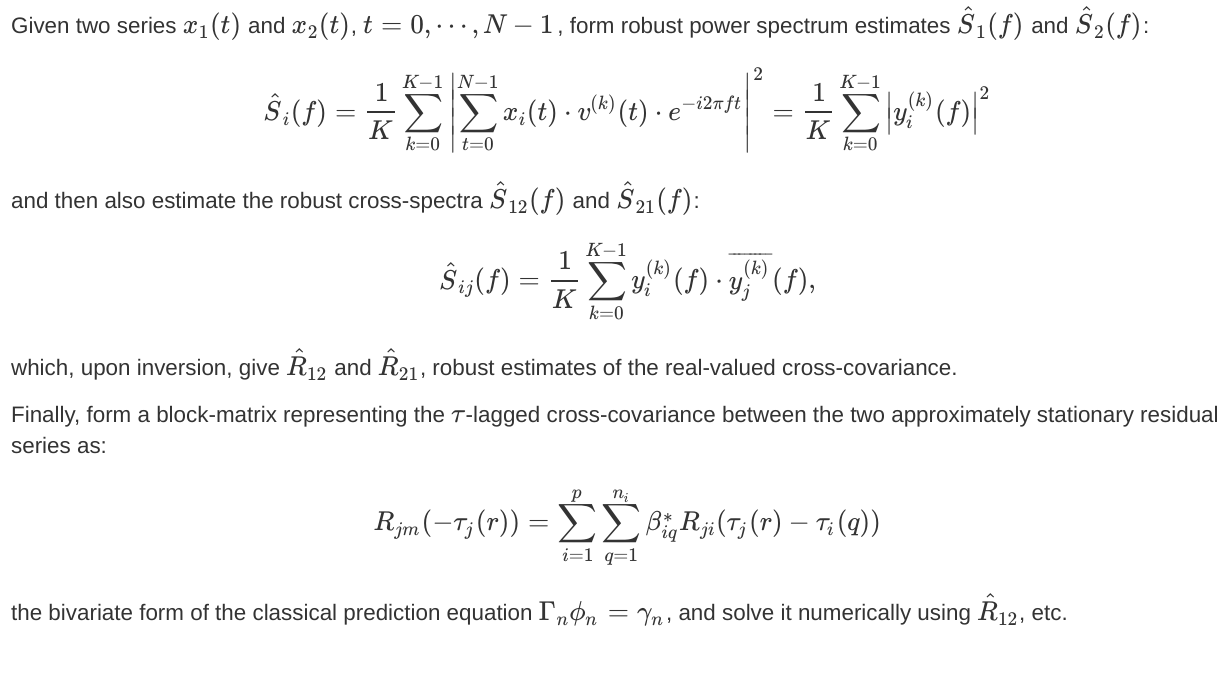 Given two series $x_1(t)$ and $x_2(t), t = 0, \cdots, N - 1$, form robust power spectrum estimates $\hat{S}_1(f)$ and $\hat{S}_2(f)$:
$$\hat{S}_i(f) = \frac{1}{K} \sum_{k=0}^{K-1} \left| \sum_{t=0}^{N-1} x_i(t) \cdot v^{(k)}(t) \cdot e^{-i2\pi ft} \right|^2 = \frac{1}{K} \sum_{k=0}^{K-1} \left| y_i^{(k)}(f) \right|^2$$
and then also estimate the robust cross-spectra $\hat{S}_{12}(f)$ and $\hat{S}_{21}(f)$:
$$\hat{S}_{ij}(f) = \frac{1}{K} \sum_{k=0}^{K-1} y_i^{(k)}(f) \cdot \overline{y_j^{(k)}}(f),$$
which, upon inversion, give $\hat{R}_{12}$ and $\hat{R}_{21}$, robust estimates of the real-valued cross-covariance.
Finally, form a block-matrix representing the $\tau$-lagged cross-covariance between the two approximately stationary residual
series as:
$$R_{jm}(-\tau_j(r)) = \sum_{i=1}^{p} \sum_{q=1}^{n_i} \beta_{iq}^* R_{ji}(\tau_j(r) - \tau_i(q))$$
the bivariate form of the classical prediction equation $\Gamma_n \phi_n = \gamma_n$, and solve it numerically using $\hat{R}_{12}$, etc.